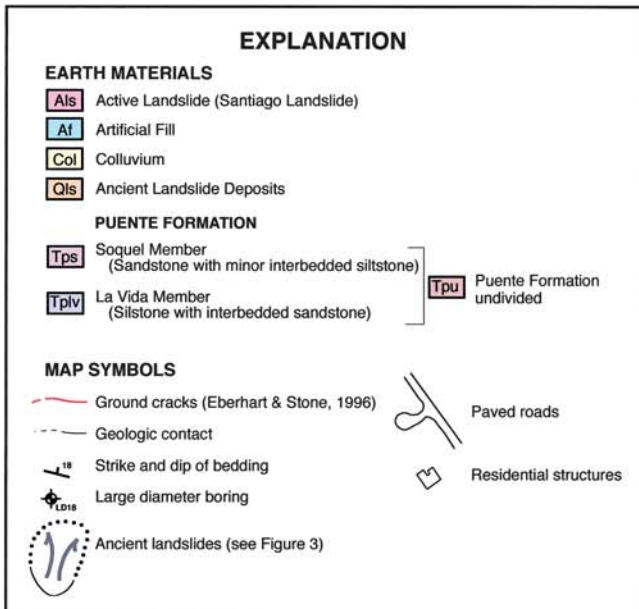 EXPLANATION
EARTH MATERIALS
Als Active Landslide (Santiago Landslide)
Af Artificial Fill
Col Colluvium
Qls Ancient Landslide Deposits
PUENTE FORMATION
Tps Soquel Member
(Sandstone with minor interbedded siltstone)
Tplv La Vida Member
(Silstone with interbedded sandstone)
Tpu Puente Formation
undivided
MAP SYMBOLS
Ground cracks (Eberhart & Stone, 1996)
Geologic contact
18 Strike and dip of bedding
LD18 Large diameter boring
Ancient landslides (see Figure 3)
Paved roads
Residential structures